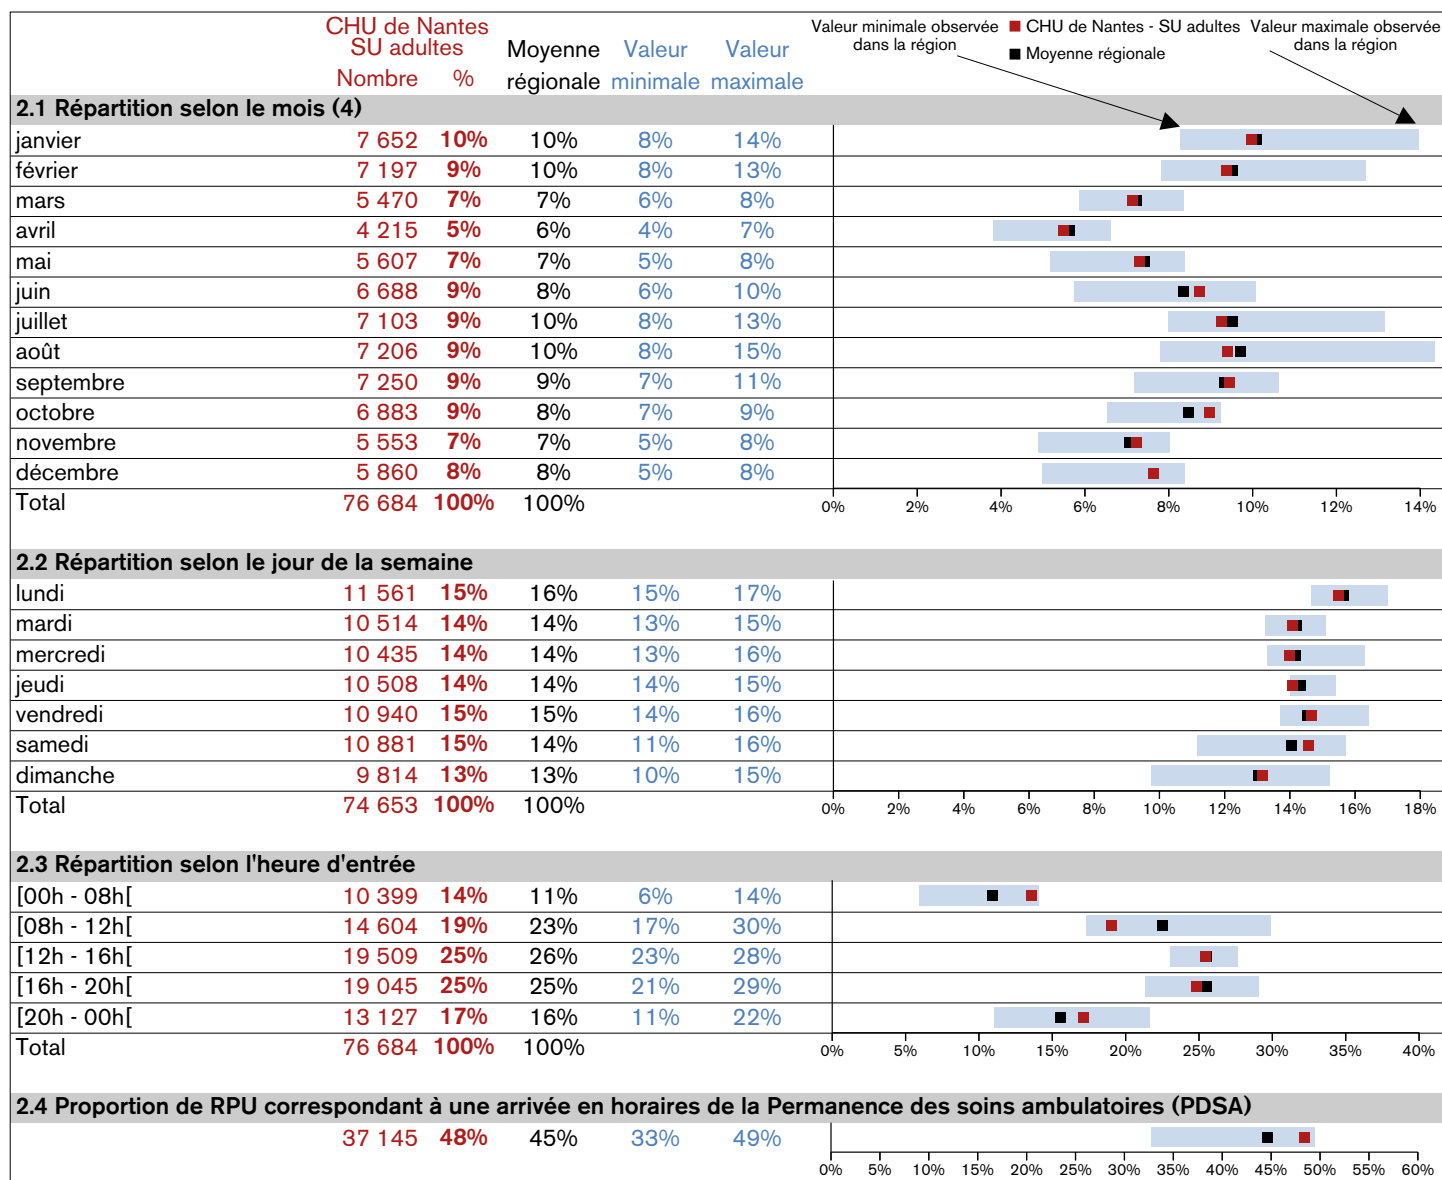 CHU de Nantes
SU adultes
Nombre % Moyenne régionale Valeur minimale Valeur maximale
Valeur minimale observée dans la région
CHU de Nantes - SU adultes
Moyenne régionale
Valeur maximale observée dans la région
2.1 Répartition selon le mois (4)
janvier 7 652 10% 10% 8% 14%
février 7 197 9% 10% 8% 13%
mars 5 470 7% 7% 6% 8%
avril 4 215 5% 6% 4% 7%
mai 5 607 7% 7% 5% 8%
juin 6 688 9% 8% 6% 10%
juillet 7 103 9% 10% 8% 13%
août 7 206 9% 10% 8% 15%
septembre 7 250 9% 9% 7% 11%
octobre 6 883 9% 8% 7% 9%
novembre 5 553 7% 7% 5% 8%
décembre 5 860 8% 8% 5% 8%
Total 76 684 100% 100%
0% 2% 4% 6% 8% 10% 12% 14%
2.2 Répartition selon le jour de la semaine
lundi 11 561 15% 16% 15% 17%
mardi 10 514 14% 14% 13% 15%
mercredi 10 435 14% 14% 13% 16%
jeudi 10 508 14% 14% 14% 15%
vendredi 10 940 15% 15% 14% 16%
samedi 10 881 15% 14% 11% 16%
dimanche 9 814 13% 13% 10% 15%
Total 74 653 100% 100%
0% 2% 4% 6% 8% 10% 12% 14% 16% 18%
2.3 Répartition selon l'heure d'entrée
[00h - 08h[ 10 399 14% 11% 6% 14%
[08h - 12h[ 14 604 19% 23% 17% 30%
[12h - 16h[ 19 509 25% 26% 23% 28%
[16h - 20h[ 19 045 25% 25% 21% 29%
[20h - 00h[ 13 127 17% 16% 11% 22%
Total 76 684 100% 100%
0% 5% 10% 15% 20% 25% 30% 35% 40%
2.4 Proportion de RPU correspondant à une arrivée en horaires de la Permanence des soins ambulatoires (PDSA)
37 145 48% 45% 33% 49%
0% 5% 10% 15% 20% 25% 30% 35% 40% 45% 50% 55% 60%